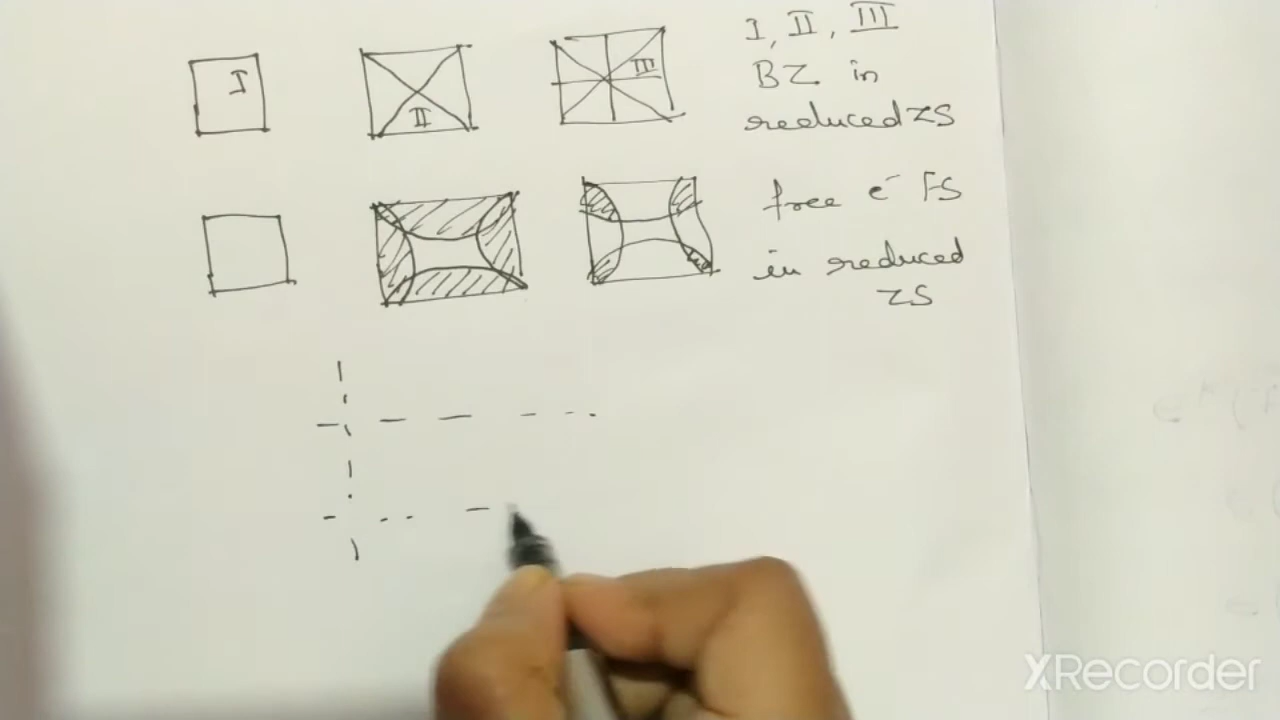 I
II
III
I, II, III
BZ in
reduced ZS
free e⁻ FS
in reduced
ZS
XRecorder